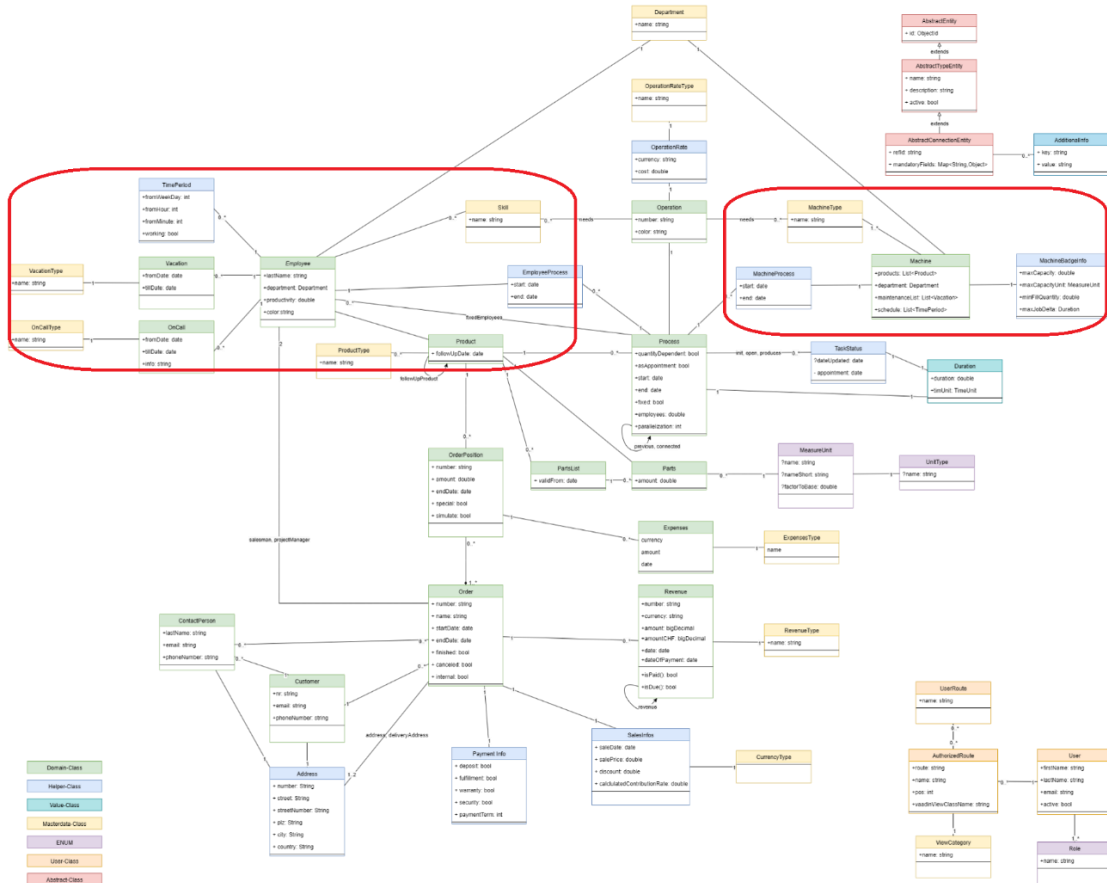 Department
+name: string
AbstractEntity
+ id: ObjectId
extends
AbstractTypeEntity
+ name: string
+ description: string
+ active: bool
extends
AbstractConnectionEntity
+ refId: string
+ mandatoryFields: Map<String,Object>
0..*
AdditionalInfo
+ key: string
+ value: string
OperationRateType
+name: string
1
OperationRate
+currency: string
+cost: double
1
Operation
+number: string
+color: string
needs
needs
TimePeriod
+fromWeekDay: int
+fromHour: int
+fromMinute: int
+working: bool
0..*
1
Skill
+name: string
0..*
MachineType
+name: string
1..*
VacationType
+name: string
1
Vacation
+fromDate: date
+tillDate: date
Employee
+lastName: string
+department: Department
+productivity: double
+color: string
EmployeeProcess
+start: date
+end: date
MachineProcess
+start: date
+end: date
Machine
+products: List<Product>
+department: Department
+maintenanceList: List<Vacation>
+schedule: List<TimePeriod>
MachineBadgeInfo
+maxCapacity: double
+maxCapacityUnit: MeasureUnit
+minFillQuantity: double
+maxJobDelta: Duration
OnCallType
+name: string
1
OnCall
+fromDate: date
+tillDate: date
+info: string
fixedEmployees
ProductType
+name: string
Product
+ followUpDate: date
followUpProduct
Process
+quantityDependent: bool
+asAppointment: bool
+start: date
+end: date
+fixed: bool
+employees: double
+parallelization: int
previous, connected
init, open, produces
TaskStatus
?dateUpdated: date
- appointment: date
Duration
+duration: double
+timUnit: TimeUnit
OrderPosition
+ number: string
+ amount: double
+ endDate: date
+ special: bool
+ simulate: bool
PartsList
+ validFrom: date
Parts
+amount: double
MeasureUnit
?name: string
?nameShort: string
?factorToBase: double
UnitType
?name: string
Expenses
currency
amount
date
ExpensesType
name
salesman, projectManager
Order
+ number: string
+ name: string
+ startDate: date
+ endDate: date
+ finished: bool
+ canceled: bool
+ internal: bool
Revenue
+number: string
+currency: string
+amount: bigDecimal
+amountCHF: bigDecimal
+date: date
+dateOfPayment: date
+isPaid(): bool
+isDue(): bool
revenue
RevenueType
+name: string
ContactPerson
+lastName: string
+email: string
+phoneNumber: string
Customer
+nr: string
+email: string
+phoneNumber: String
address, deliveryAddress
Address
+ number: String
+ street: String
+ streetNumber: String
+ plz: String
+ city: String
+ country: String
Payment Info
+ deposit: bool
+ fulfillment: bool
+ warranty: bool
+ security: bool
+ paymentTerm: int
SalesInfos
+ saleDate: date
+ salePrice: double
+ discount: double
+ caldulatedContributionRate: double
CurrencyType
UserRoute
+name: string
AuthorizedRoute
+route: string
+name: string
+pos: int
+vaadinViewClassName: string
User
+firstName: string
+lastName: string
+email: string
+active: bool
ViewCategory
+name: string
Role
+name: string
Domain-Class
Helper-Class
Value-Class
Masterdata-Class
ENUM
User-Class
Abstract-Class